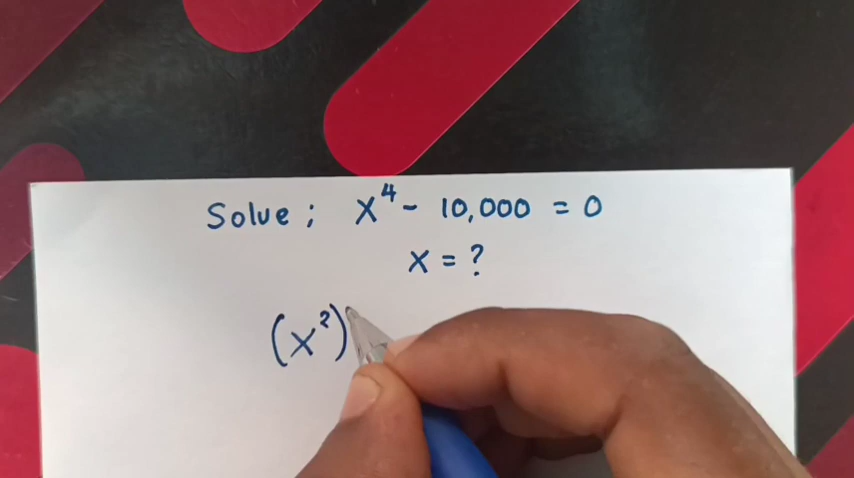 Solve; x⁴ - 10,000 = 0
x = ?
(x²)